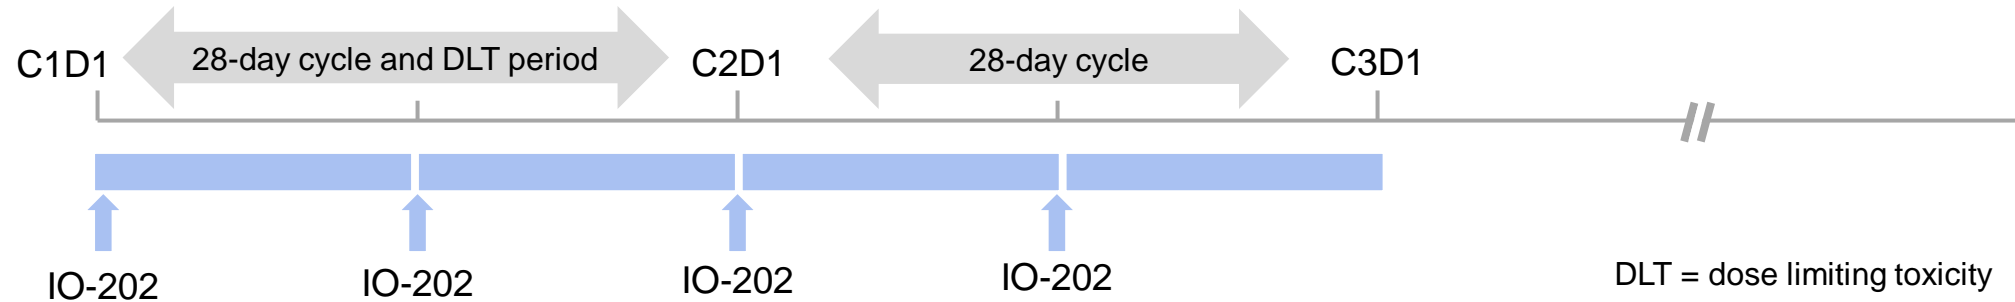 C1D1
28-day cycle and DLT period
C2D1
28-day cycle
C3D1
IO-202
IO-202
IO-202
IO-202
DLT = dose limiting toxicity